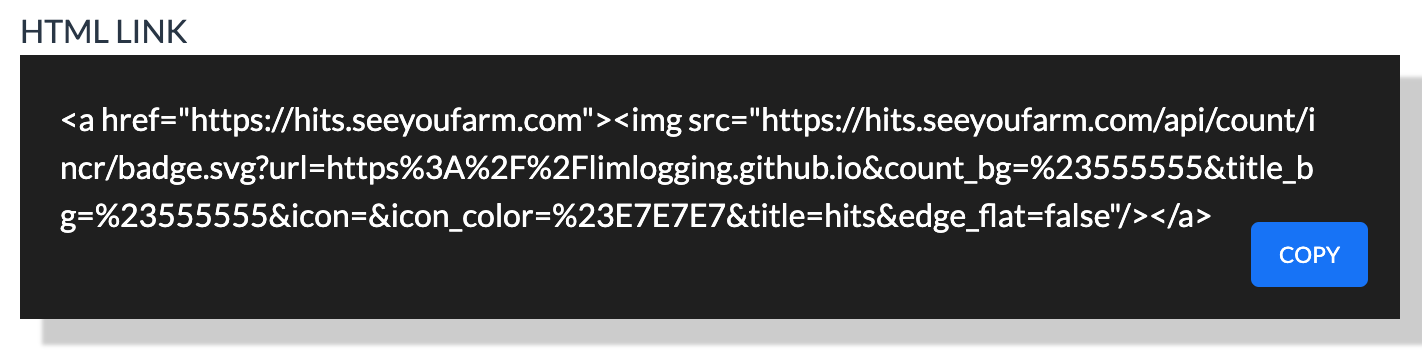 HTML LINK
<a href="https://hits.seeyoufarm.com"><img src="https://hits.seeyoufarm.com/api/count/i
ncr/badge.svg?url=https%3A%2F%2Flimlogging.github.io&count_bg=%23555555&title_b
g=%23555555&icon=&icon_color=%23E7E7E7&title=hits&edge_flat=false"/></a>
COPY